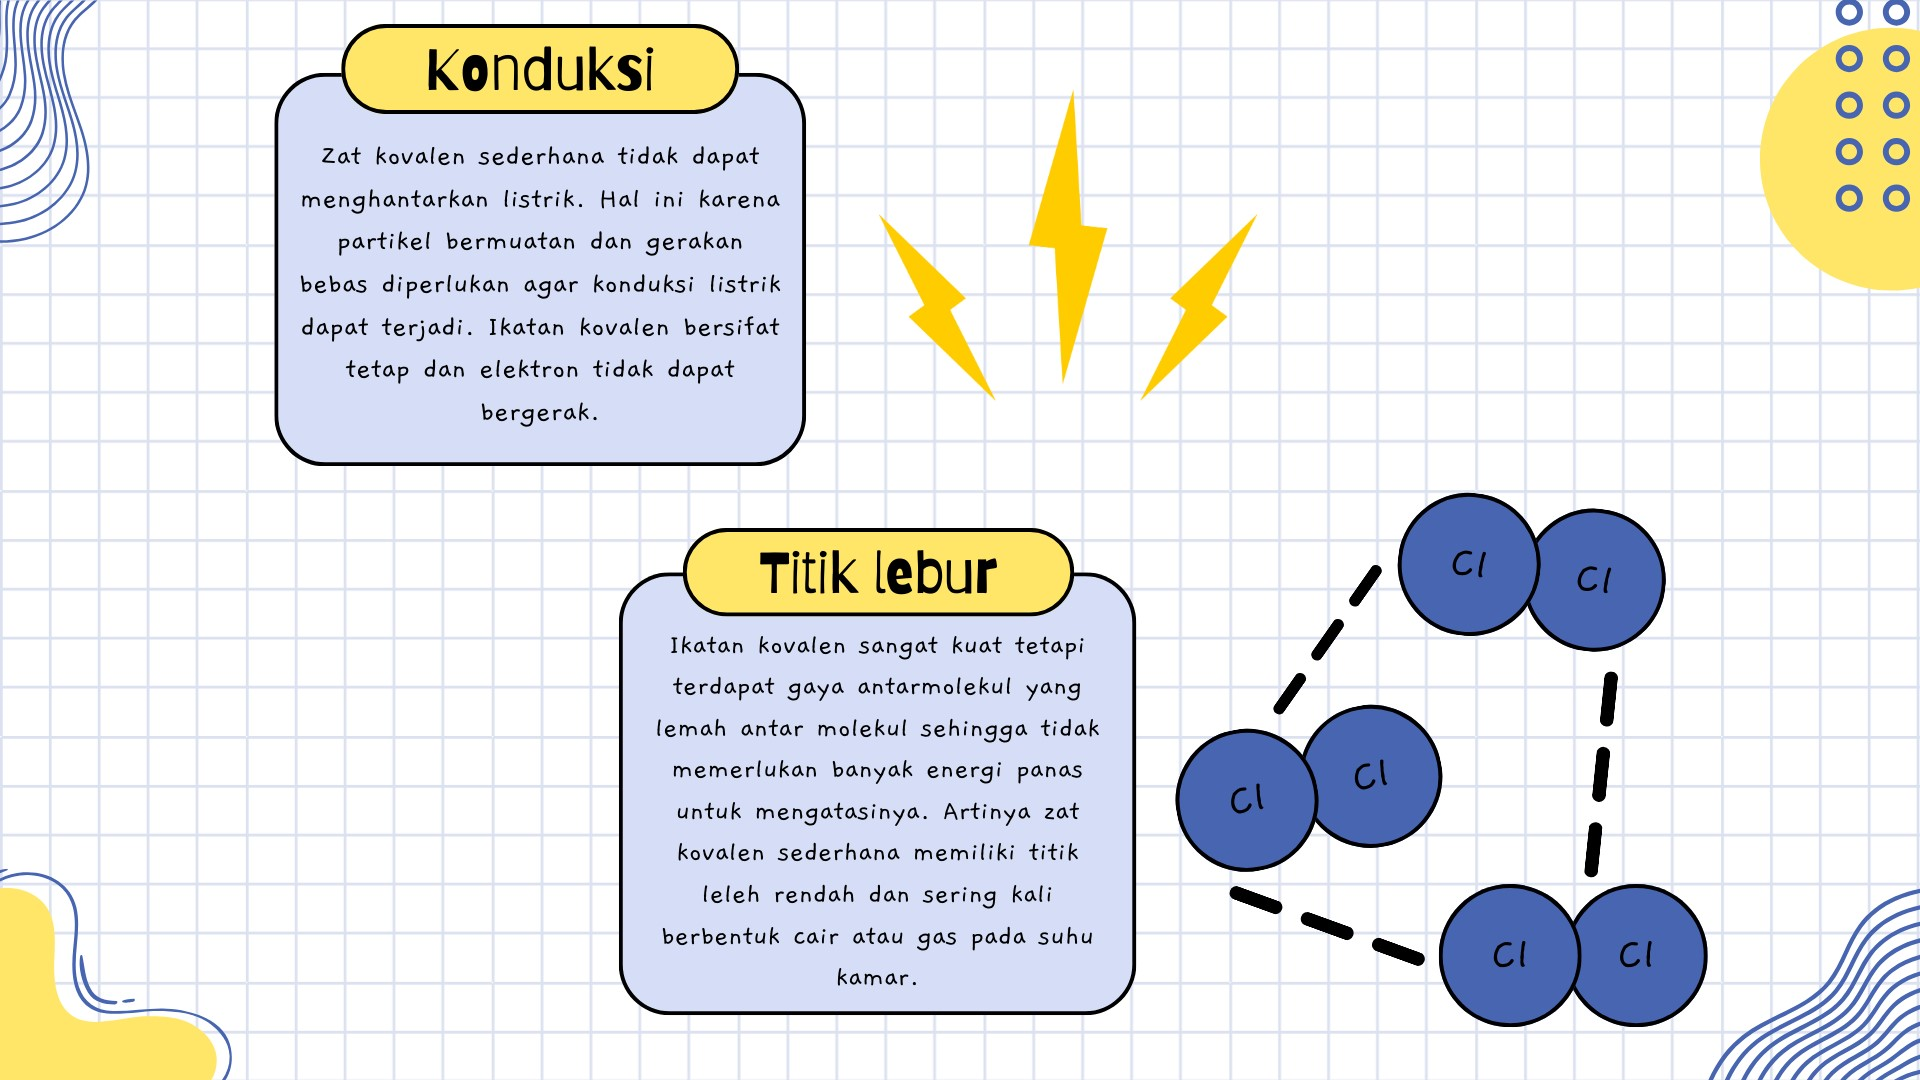 Konduksi
Zat kovalen sederhana tidak dapat
menghantarkan listrik. Hal ini karena
partikel bermuatan dan gerakan
bebas diperlukan agar konduksi listrik
dapat terjadi. Ikatan kovalen bersifat
tetap dan elektron tidak dapat
bergerak.
Titik lebur
Ikatan kovalen sangat kuat tetapi
terdapat gaya antarmolekul yang
lemah antar molekul sehingga tidak
memerlukan banyak energi panas
untuk mengatasinya. Artinya zat
kovalen sederhana memiliki titik
leleh rendah dan sering kali
berbentuk cair atau gas pada suhu
kamar.
Cl
Cl
Cl
Cl
Cl
Cl